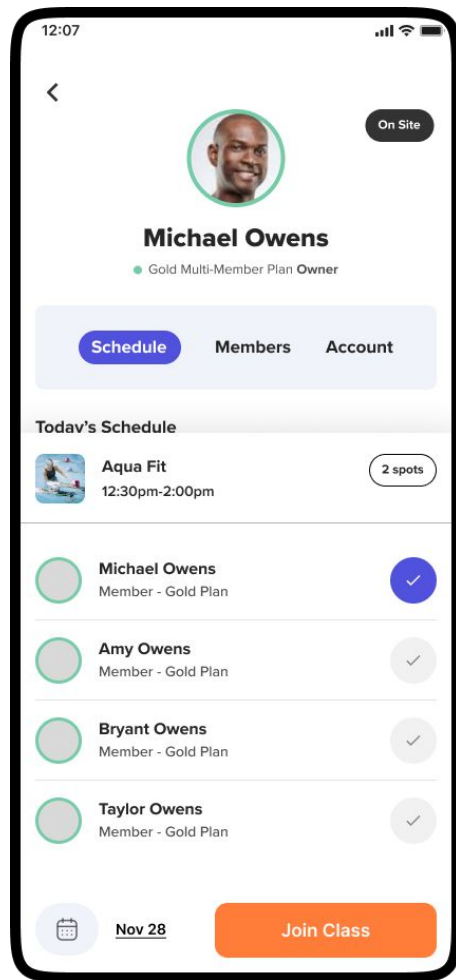 12:07
On Site
Michael Owens
Gold Multi-Member Plan Owner
Schedule Members Account
Today's Schedule
Aqua Fit
12:30pm-2:00pm
2 spots
Michael Owens
Member - Gold Plan
Amy Owens
Member - Gold Plan
Bryant Owens
Member - Gold Plan
Taylor Owens
Member - Gold Plan
Nov 28
Join Class